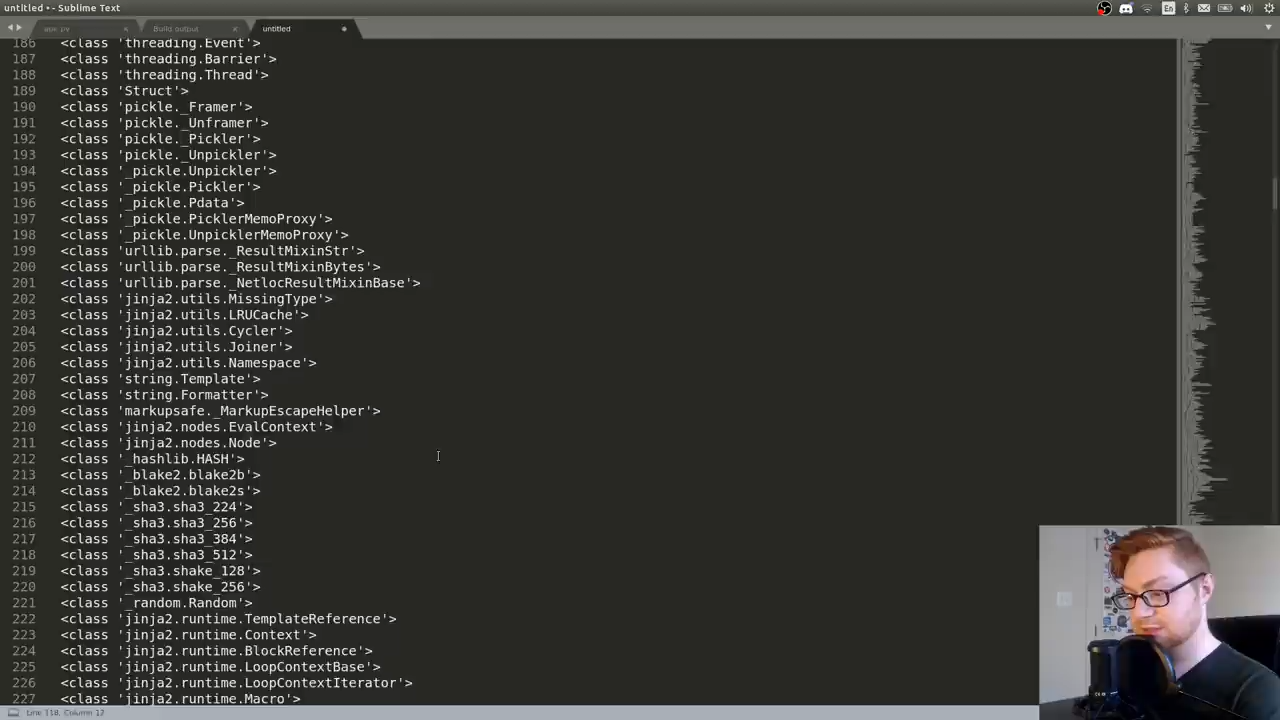 untitled • - Sublime Text
En
app.py × Build output × untitled •
186 <class 'threading.Event'>
187 <class 'threading.Barrier'>
188 <class 'threading.Thread'>
189 <class 'Struct'>
190 <class 'pickle._Framer'>
191 <class 'pickle._Unframer'>
192 <class 'pickle._Pickler'>
193 <class 'pickle._Unpickler'>
194 <class '_pickle.Unpickler'>
195 <class '_pickle.Pickler'>
196 <class '_pickle.Pdata'>
197 <class '_pickle.PicklerMemoProxy'>
198 <class '_pickle.UnpicklerMemoProxy'>
199 <class 'urllib.parse._ResultMixinStr'>
200 <class 'urllib.parse._ResultMixinBytes'>
201 <class 'urllib.parse._NetlocResultMixinBase'>
202 <class 'jinja2.utils.MissingType'>
203 <class 'jinja2.utils.LRUCache'>
204 <class 'jinja2.utils.Cycler'>
205 <class 'jinja2.utils.Joiner'>
206 <class 'jinja2.utils.Namespace'>
207 <class 'string.Template'>
208 <class 'string.Formatter'>
209 <class 'markupsafe._MarkupEscapeHelper'>
210 <class 'jinja2.nodes.EvalContext'>
211 <class 'jinja2.nodes.Node'>
212 <class '_hashlib.HASH'>
213 <class '_blake2.blake2b'>
214 <class '_blake2.blake2s'>
215 <class '_sha3.sha3_224'>
216 <class '_sha3.sha3_256'>
217 <class '_sha3.sha3_384'>
218 <class '_sha3.sha3_512'>
219 <class '_sha3.shake_128'>
220 <class '_sha3.shake_256'>
221 <class '_random.Random'>
222 <class 'jinja2.runtime.TemplateReference'>
223 <class 'jinja2.runtime.Context'>
224 <class 'jinja2.runtime.BlockReference'>
225 <class 'jinja2.runtime.LoopContextBase'>
226 <class 'jinja2.runtime.LoopContextIterator'>
227 <class 'jinja2.runtime.Macro'>
Line 118, Column 12